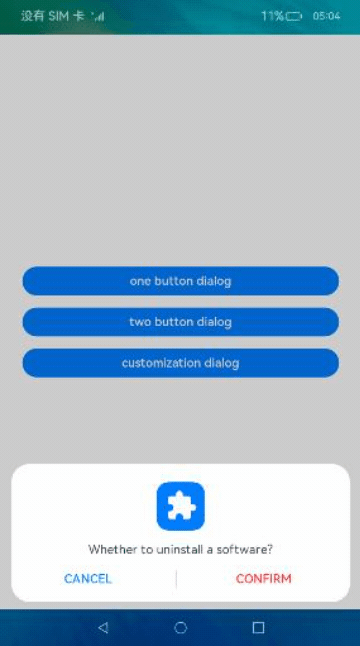 没有 SIM 卡 11% 05:04
one button dialog
two button dialog
customization dialog
Whether to uninstall a software?
CANCEL CONFIRM